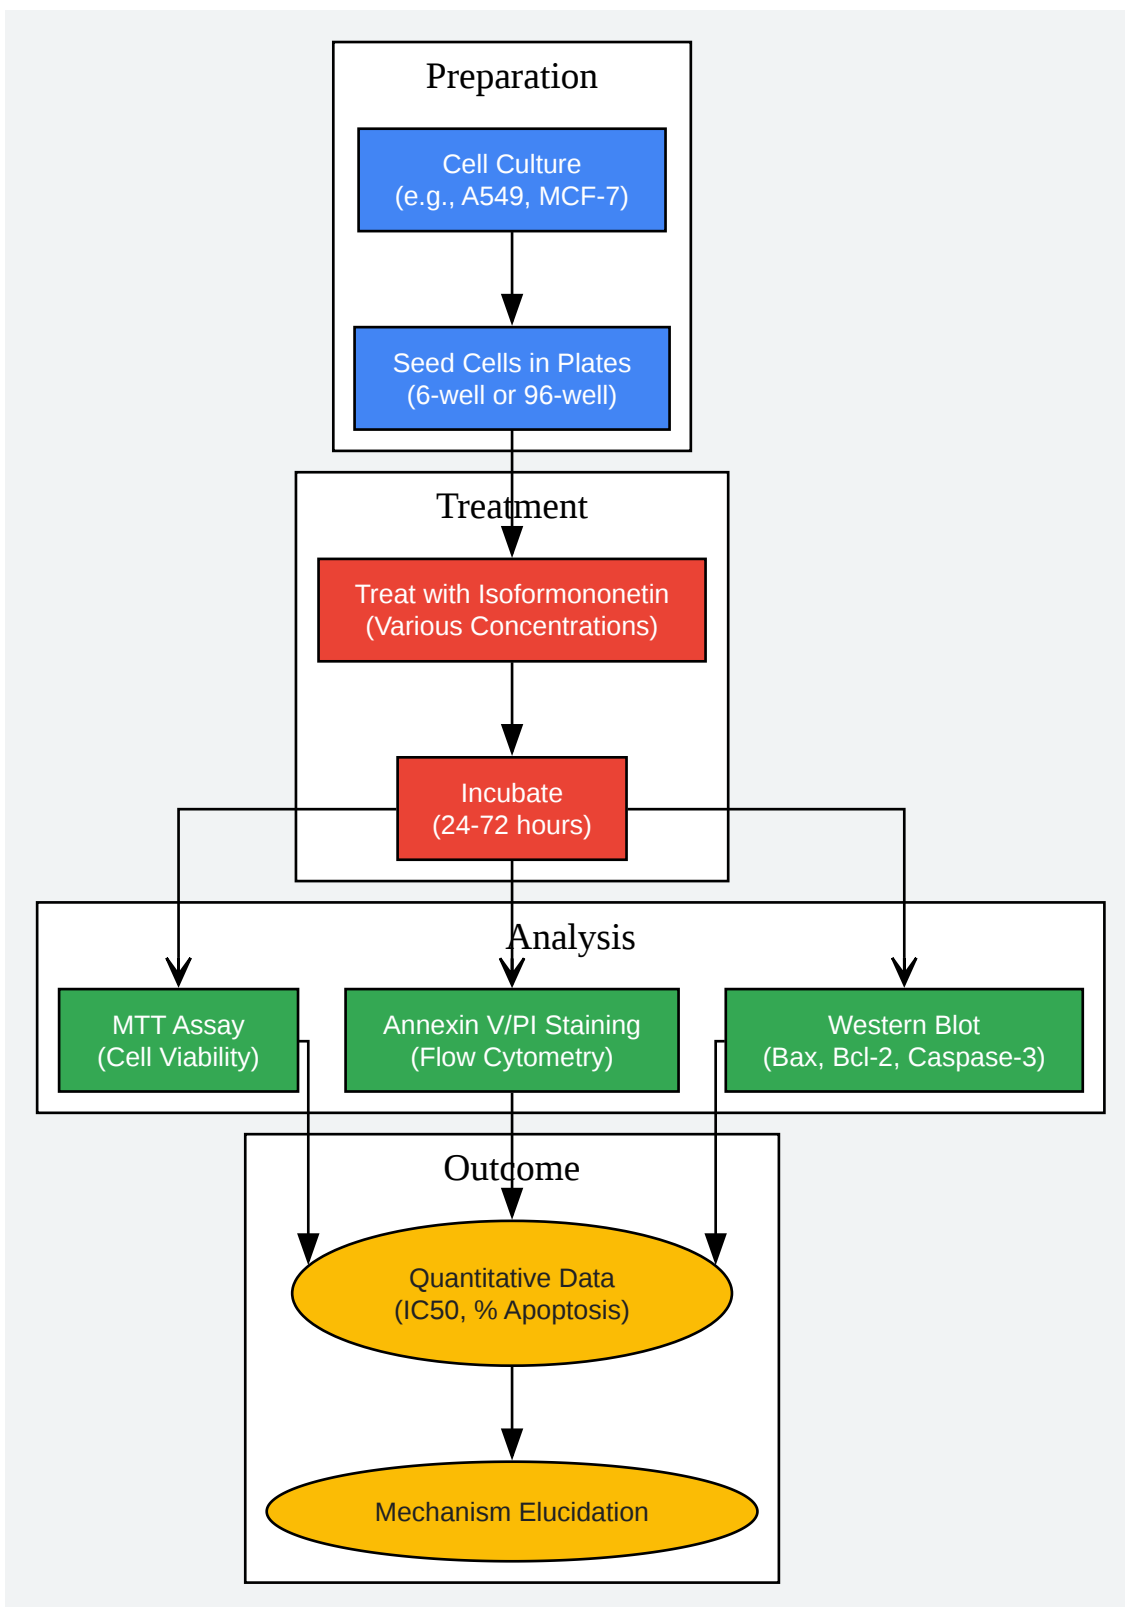 Preparation
Cell Culture
(e.g., A549, MCF-7)
Seed Cells in Plates
(6-well or 96-well)
Treatment
Treat with Isoformononetin
(Various Concentrations)
Incubate
(24-72 hours)
Analysis
MTT Assay
(Cell Viability)
Annexin V/PI Staining
(Flow Cytometry)
Western Blot
(Bax, Bcl-2, Caspase-3)
Outcome
Quantitative Data
(IC50, % Apoptosis)
Mechanism Elucidation